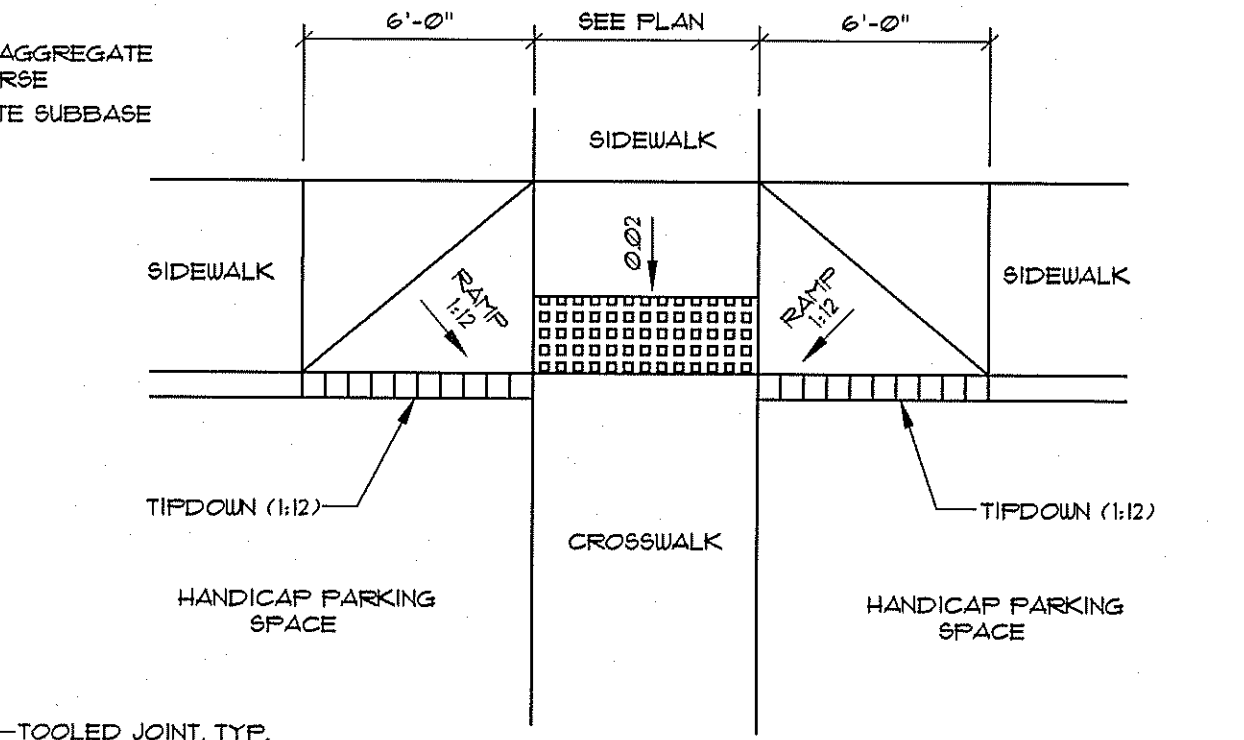 6'-0"
SEE PLAN
6'-0"
AGGREGATE
RSE
TE SUBBASE
SIDEWALK
0.02
SIDEWALK
RAMP
1:12
RAMP
1:12
SIDEWALK
TIPDOWN (1:12)
TIPDOWN (1:12)
CROSSWALK
HANDICAP PARKING
SPACE
HANDICAP PARKING
SPACE
TOOLED JOINT, TYP.